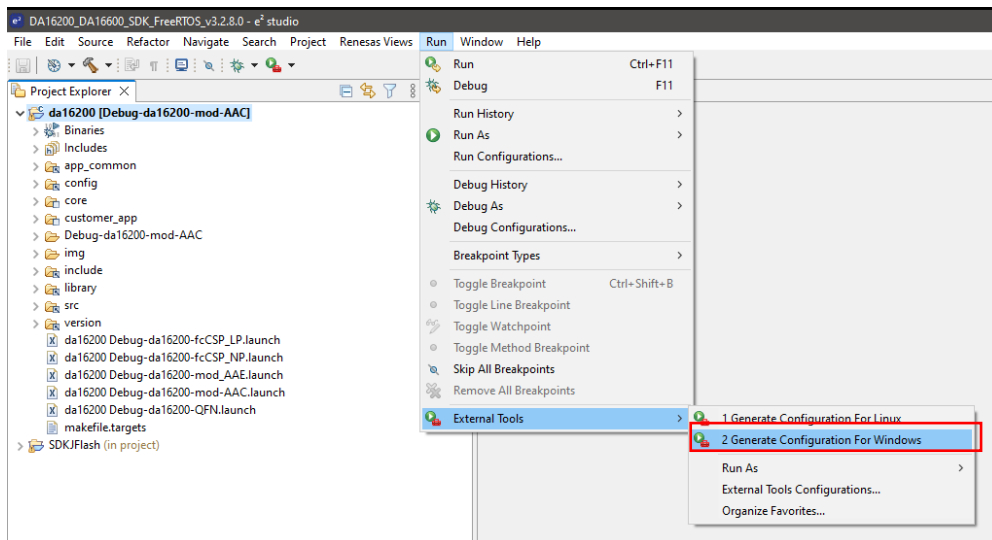 DA16200_DA16600_SDK_FreeRTOS_v3.2.8.0 - e² studio
File Edit Source Refactor Navigate Search Project Renesas Views Run Window Help
Project Explorer
da16200 [Debug-da16200-mod-AAC]
Binaries
Includes
app_common
config
core
customer_app
Debug-da16200-mod-AAC
img
include
library
src
version
da16200 Debug-da16200-fcCSP_LP.launch
da16200 Debug-da16200-fcCSP_NP.launch
da16200 Debug-da16200-mod_AAE.launch
da16200 Debug-da16200-mod-AAC.launch
da16200 Debug-da16200-QFN.launch
makefile.targets
SDKJFlash (in project)
Run Ctrl+F11
Debug F11
Run History
Run As
Run Configurations...
Debug History
Debug As
Debug Configurations...
Breakpoint Types
Toggle Breakpoint Ctrl+Shift+B
Toggle Line Breakpoint
Toggle Watchpoint
Toggle Method Breakpoint
Skip All Breakpoints
Remove All Breakpoints
External Tools
1 Generate Configuration For Linux
2 Generate Configuration For Windows
Run As
External Tools Configurations...
Organize Favorites...